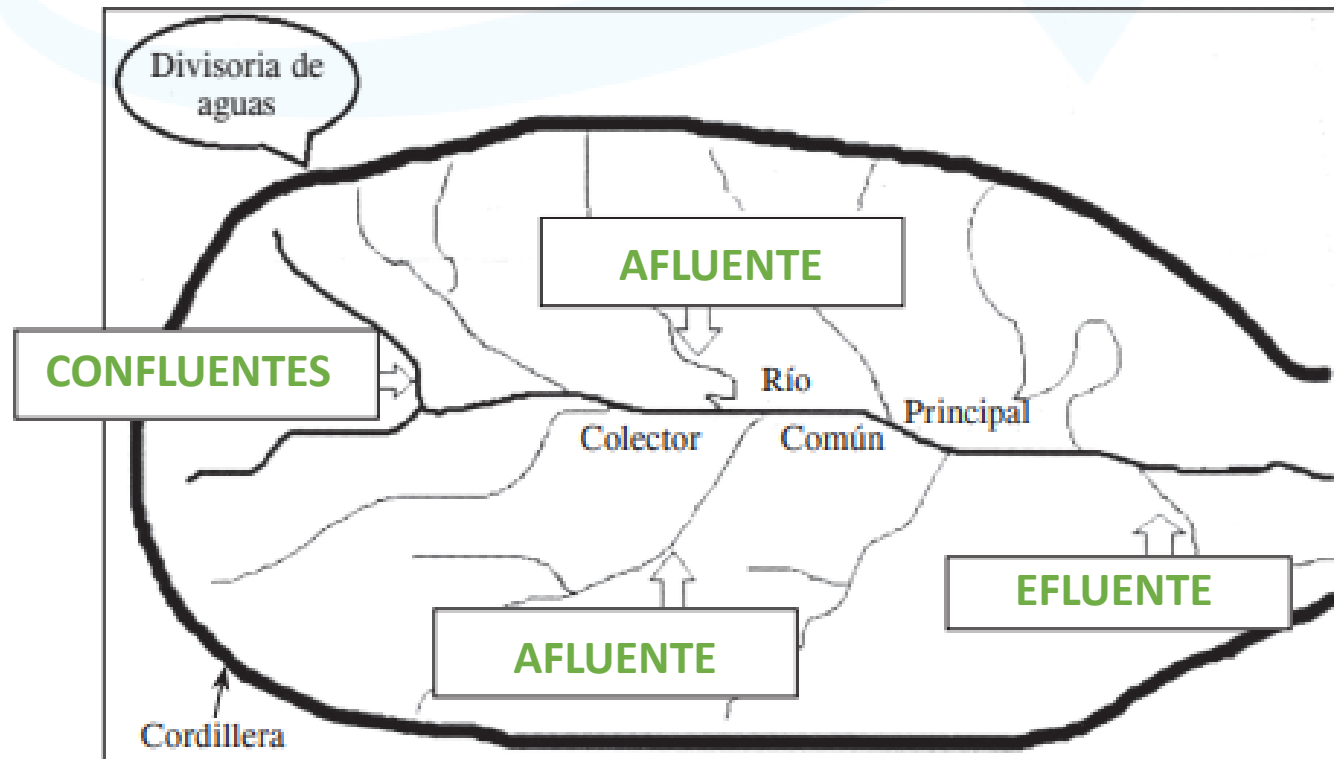 Divisoria de
aguas
AFLUENTE
CONFLUENTES
Río
Principal
Colector
Común
EFLUENTE
AFLUENTE
Cordillera